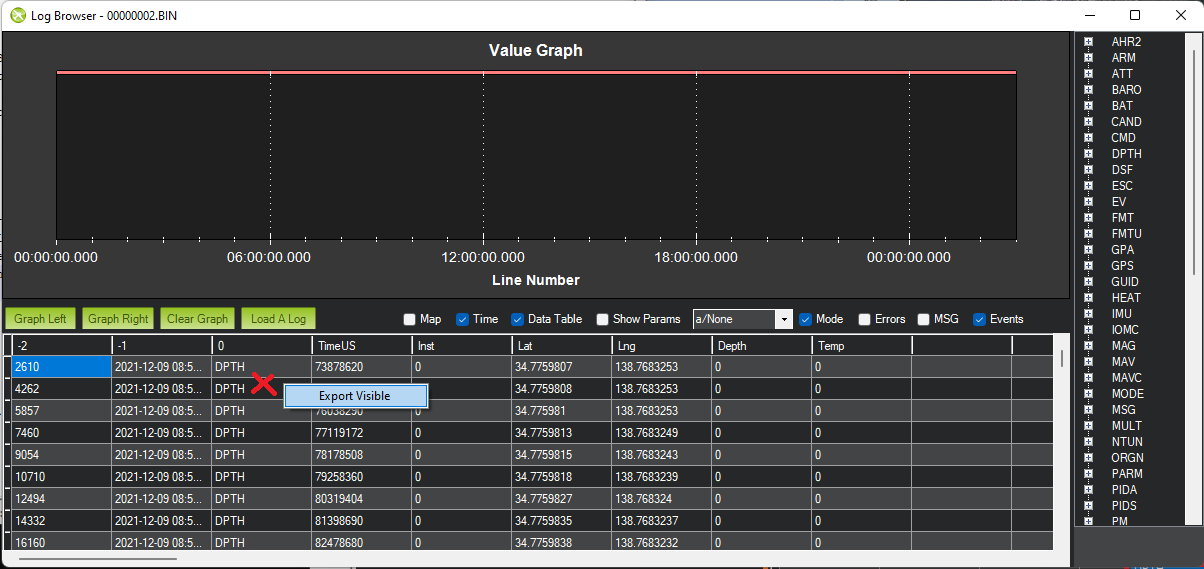 Log Browser - 00000002.BIN
Value Graph
00:00:00.000 06:00:00.000 12:00:00.000 18:00:00.000 00:00:00.000
Line Number
Graph Left Graph Right Clear Graph Load A Log Map Time Data Table Show Params a/None Mode Errors MSG Events
-2 -1 0 TimeUS Inst Lat Lng Depth Temp
2610 2021-12-09 08:5... DPTH 73878620 0 34.7759807 138.7683253 0 0
4262 2021-12-09 08:5... DPTH 0 34.7759808 138.7683253 0 0
Export Visible
5857 2021-12-09 08:5... DPTH 76038290 0 34.775981 138.768325 0 0
7460 2021-12-09 08:5... DPTH 77119172 0 34.7759813 138.7683249 0 0
9054 2021-12-09 08:5... DPTH 78178508 0 34.7759815 138.7683243 0 0
10710 2021-12-09 08:5... DPTH 79258360 0 34.7759818 138.7683239 0 0
12494 2021-12-09 08:5... DPTH 80319404 0 34.7759827 138.768324 0 0
14332 2021-12-09 08:5... DPTH 81398690 0 34.7759835 138.7683237 0 0
16160 2021-12-09 08:5... DPTH 82478680 0 34.7759838 138.7683232 0 0
AHR2
ARM
ATT
BARO
BAT
CAND
CMD
DPTH
DSF
ESC
EV
FMT
FMTU
GPA
GPS
GUID
HEAT
IMU
IOMC
MAG
MAV
MAVC
MODE
MSG
MULT
NTUN
ORGN
PARM
PIDA
PIDS
PM